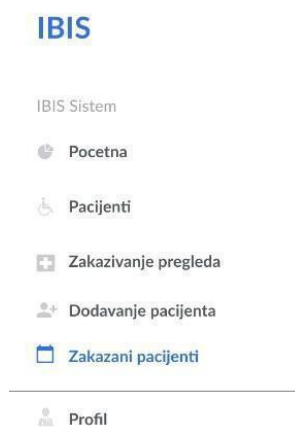 IBIS
IBIS Sistem
Pocetna
Pacijenti
Zakazivanje pregleda
Dodavanje pacijenta
Zakazani pacijenti
Profil